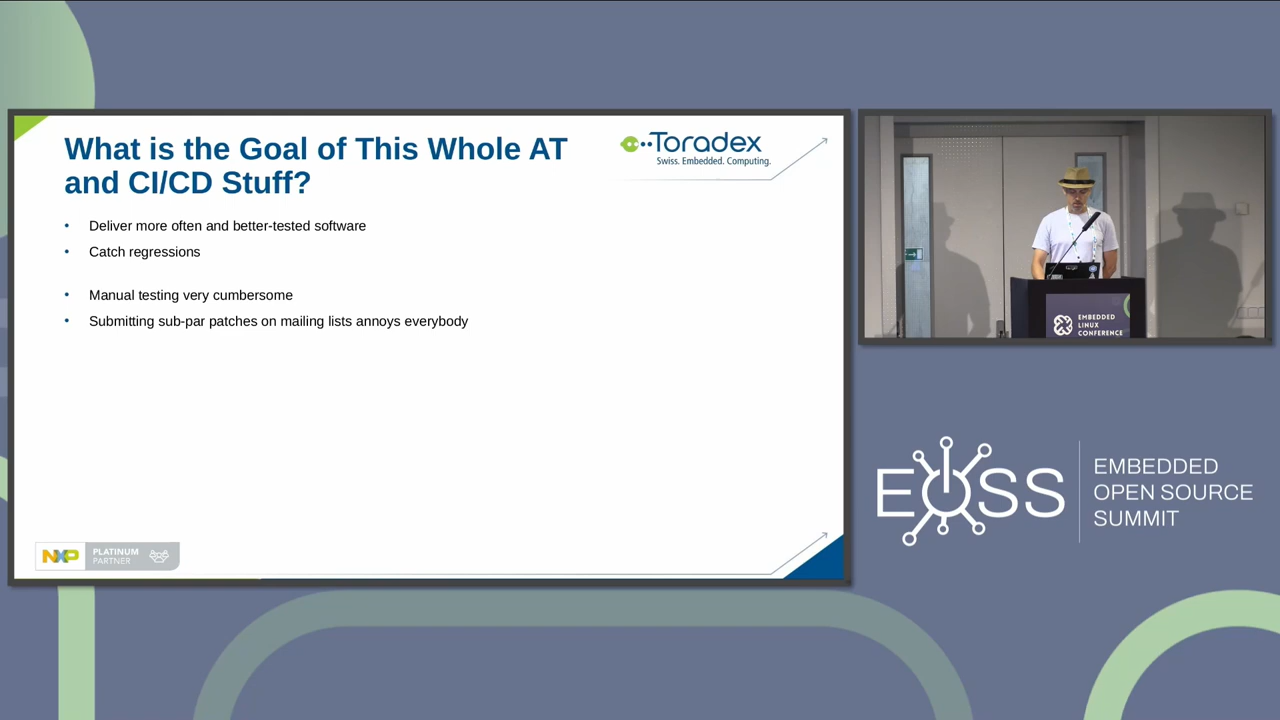 What is the Goal of This Whole AT
and CI/CD Stuff?
Toradex
Swiss. Embedded. Computing.
• Deliver more often and better-tested software
• Catch regressions
• Manual testing very cumbersome
• Submitting sub-par patches on mailing lists annoys everybody
NXP
PLATINUM
PARTNER
EMBEDDED
LINUX
CONFERENCE
EOSS
EMBEDDED
OPEN SOURCE
SUMMIT